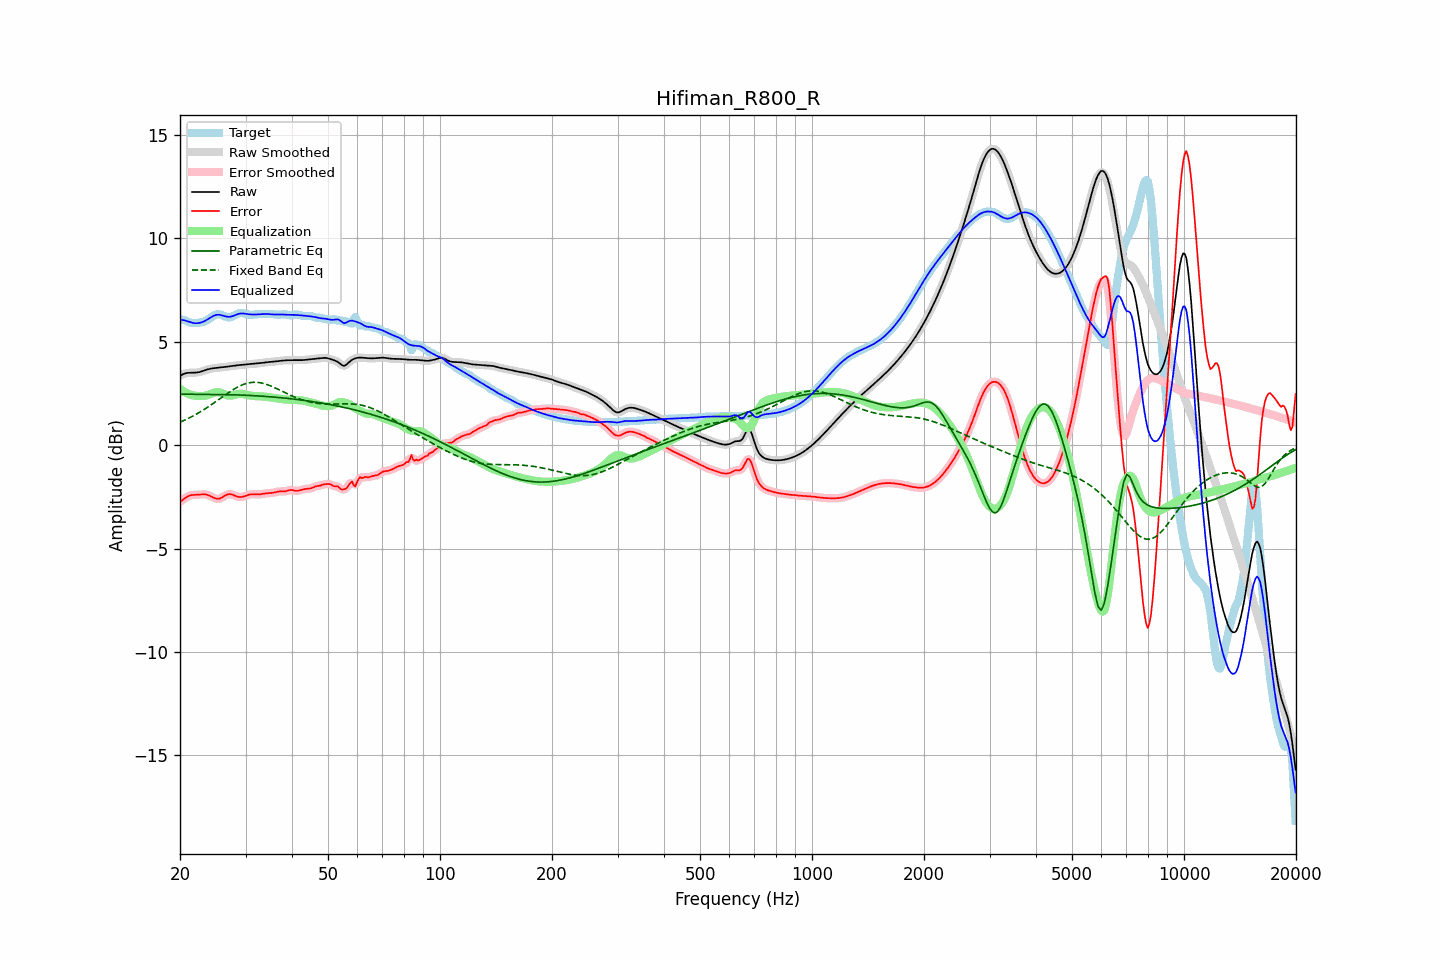 Hifiman_R800_R
Target
Raw Smoothed
Error Smoothed
Raw
Error
Equalization
Parametric Eq
Fixed Band Eq
Equalized
15
10
5
0
−5
−10
−15
Amplitude (dBr)
20 50 100 200 500 1000 2000 5000 10000 20000
Frequency (Hz)